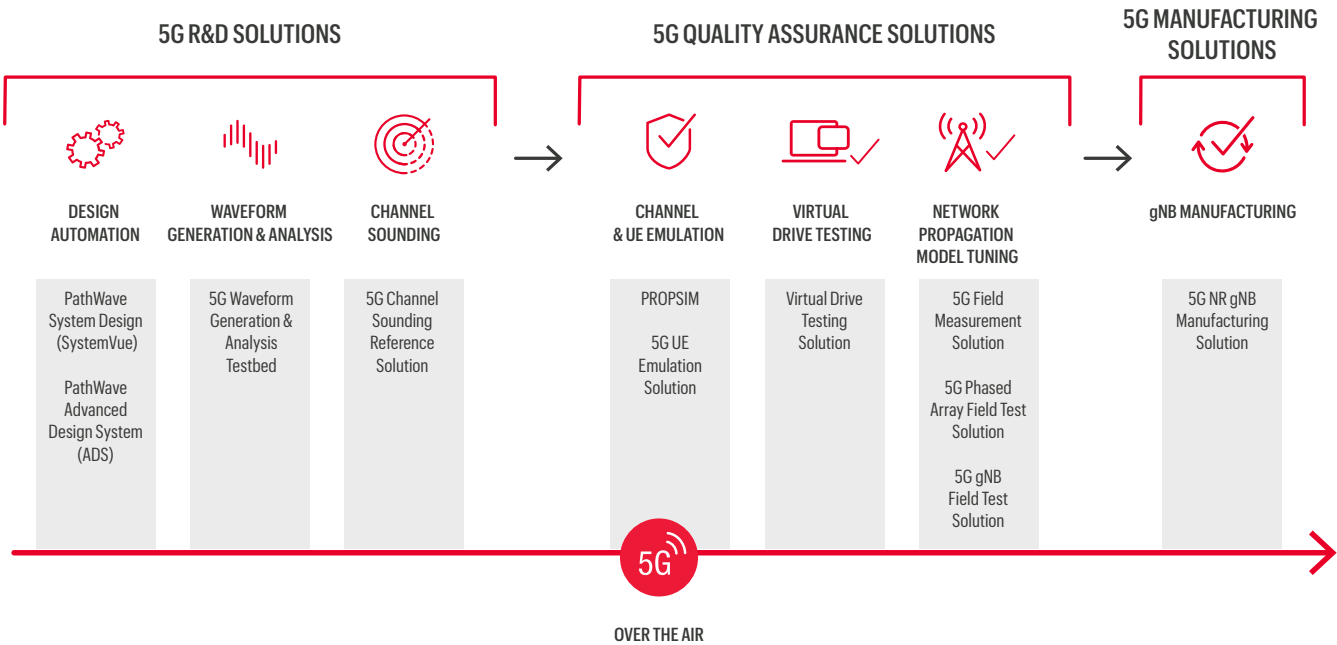 5G R&D SOLUTIONS
5G QUALITY ASSURANCE SOLUTIONS
5G MANUFACTURING
SOLUTIONS
DESIGN
AUTOMATION
WAVEFORM
GENERATION & ANALYSIS
CHANNEL
SOUNDING
CHANNEL
& UE EMULATION
VIRTUAL
DRIVE TESTING
NETWORK
PROPAGATION
MODEL TUNING
gNB MANUFACTURING
PathWave
System Design
(SystemVue)
PathWave
Advanced
Design System
(ADS)
5G Waveform
Generation &
Analysis
Testbed
5G Channel
Sounding
Reference
Solution
PROPSIM
5G UE
Emulation
Solution
Virtual Drive
Testing
Solution
5G Field
Measurement
Solution
5G Phased
Array Field Test
Solution
5G gNB
Field Test
Solution
5G NR gNB
Manufacturing
Solution
5G
OVER THE AIR